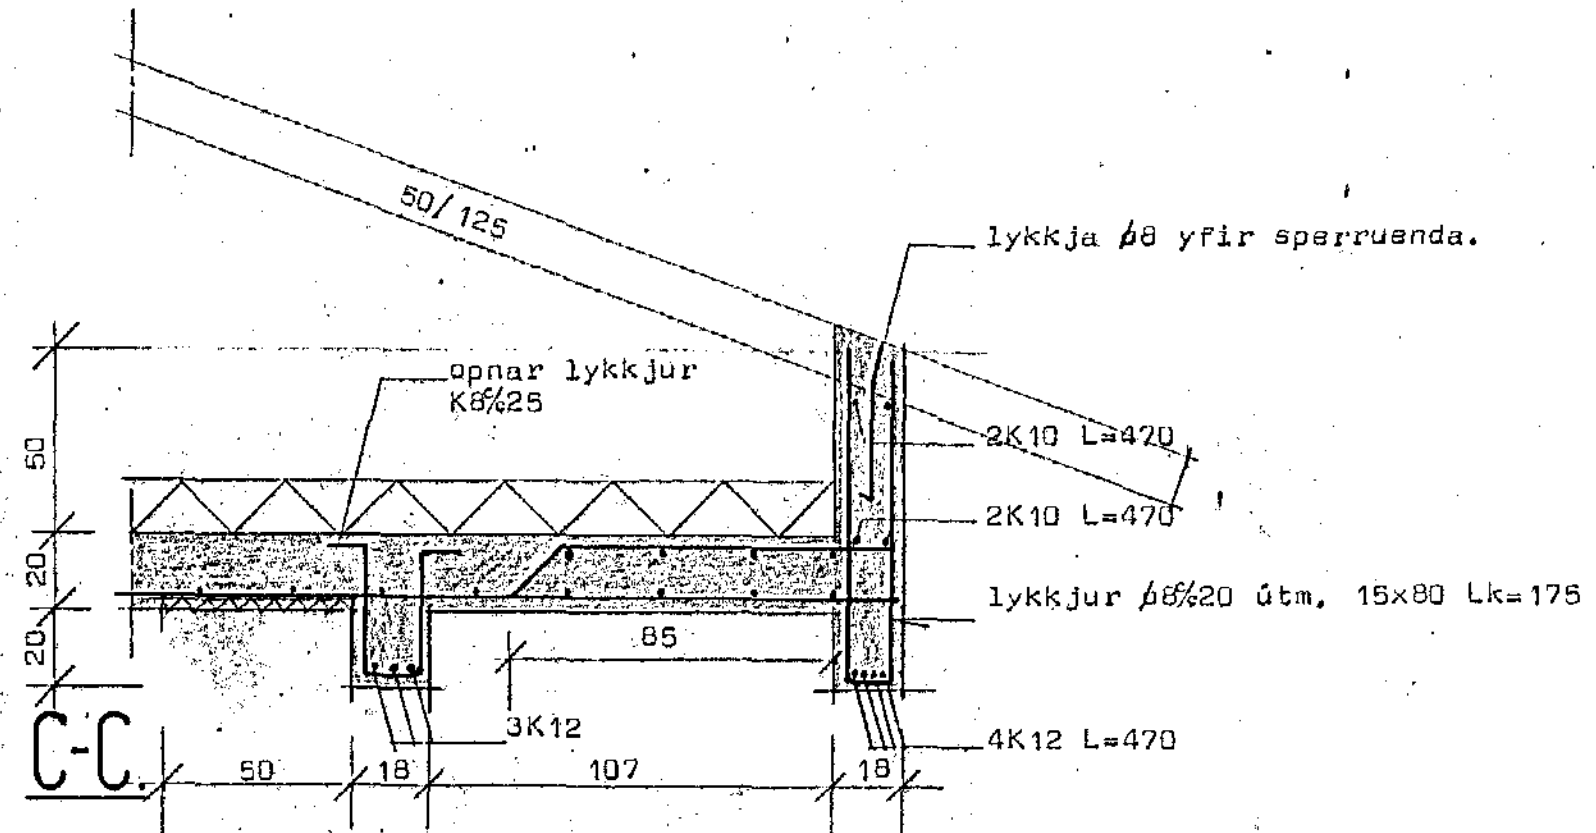 50/125
lykkja ø8 yfir sperruenda.
opnar lykkjur
K8%25
2K10 L=470
50
2K10 L=470
20
lykkjur ø8%20 útm. 15x80 Lk=175
20
85
3K12
4K12 L=470
C-C.
50
18
107
18